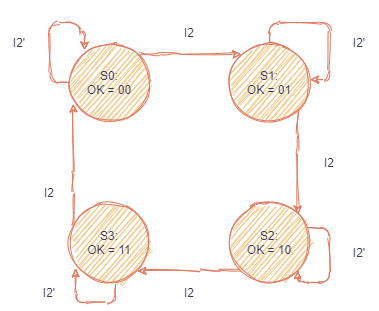 I2'
I2
I2'
S0:
OK = 00
S1:
OK = 01
I2
I2
S3:
OK = 11
S2:
OK = 10
I2'
I2'
I2